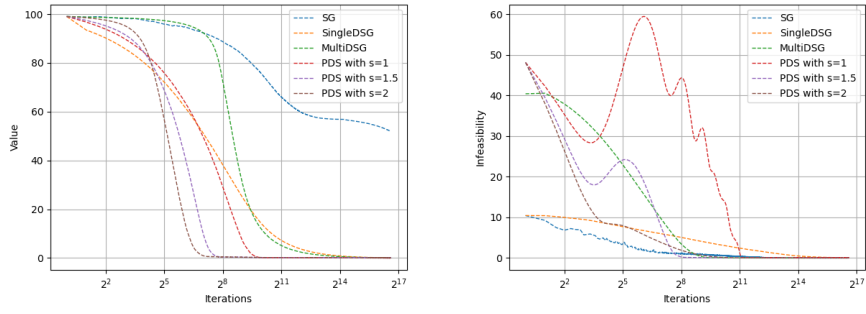 100
80
60
40
20
0
Value
2^2
2^5
2^8
2^11
2^14
2^17
Iterations
SG
SingleDSG
MultiDSG
PDS with s=1
PDS with s=1.5
PDS with s=2
60
50
40
30
20
10
0
Infeasibility
2^2
2^5
2^8
2^11
2^14
2^17
Iterations
SG
SingleDSG
MultiDSG
PDS with s=1
PDS with s=1.5
PDS with s=2